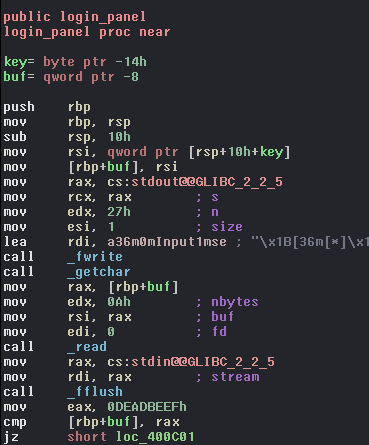 public login_panel
login_panel proc near
key= byte ptr -14h
buf= qword ptr -8
push rbp
mov rbp, rsp
sub rsp, 10h
mov rsi, qword ptr [rsp+10h+key]
mov [rbp+buf], rsi
mov rax, cs:stdout@@GLIBC_2_2_5
mov rcx, rax ; s
mov edx, 27h ; n
mov esi, 1 ; size
lea rdi, a36m0mInput1mse ; "\x1B[36m[*]\x1
call _fwrite
call _getchar
mov rax, [rbp+buf]
mov edx, 0Ah ; nbytes
mov rsi, rax ; buf
mov edi, 0 ; fd
call _read
mov rax, cs:stdin@@GLIBC_2_2_5
mov rdi, rax ; stream
call _fflush
mov eax, 0DEADBEEFh
cmp [rbp+buf], rax
jz short loc_400C01